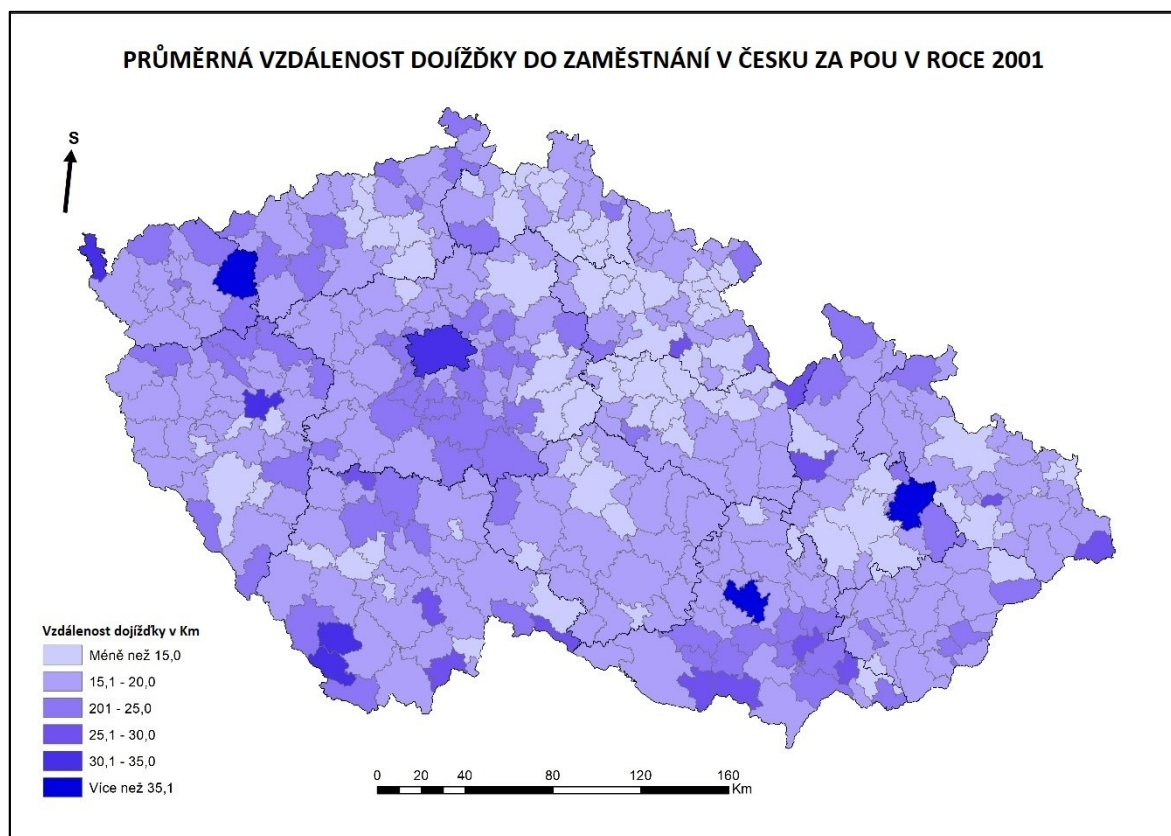 PRŮMĚRNÁ VZDÁLENOST DOJÍŽĎKY DO ZAMĚSTNÁNÍ V ČESKU ZA POU V ROCE 2001
S
Vzdálenost dojížďky v Km
Méně než 15,0
15,1 - 20,0
201 - 25,0
25,1 - 30,0
30,1 - 35,0
Více než 35,1
0 20 40 80 120 160
Km